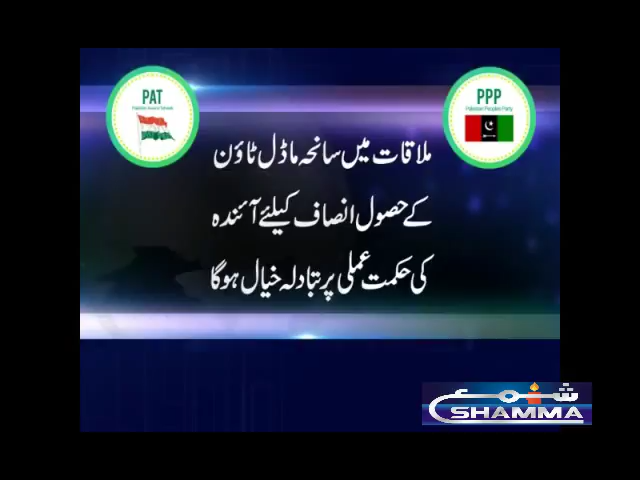 PAT
PPP
Pakistan Peoples Party
ملاقات میں سانحہ ماڈل ٹاؤن
کے حصول انصاف کیلئے آئندہ
کی حکمت عملی پر تبادلہ خیال ہوگا
شمع
SHAMMA